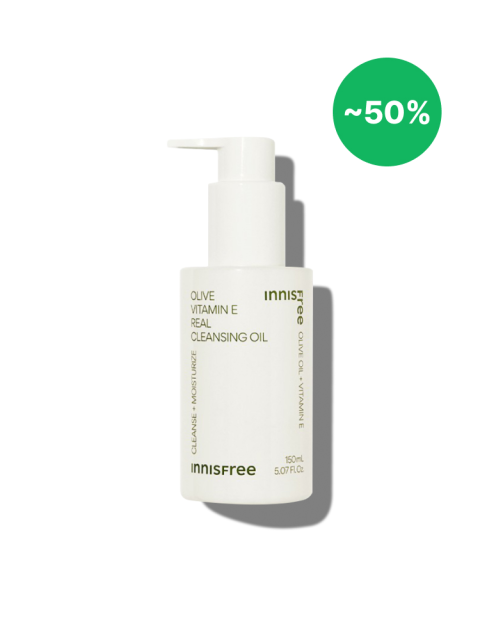 ~50%
OLIVE
VITAMIN E
REAL
CLEANSING OIL
CLEANSE + MOISTURIZE
innisfree
OLIVE OIL + VITAMIN E
150mL
5.07 Fl. Oz.
innisfree